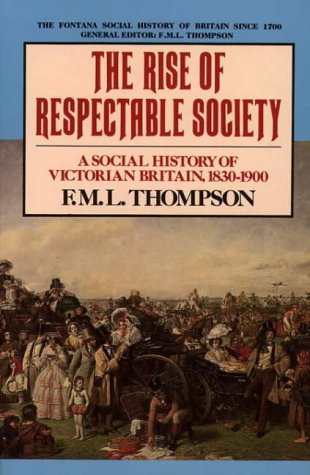 THE FONTANA SOCIAL HISTORY OF BRITAIN SINCE 1700
GENERAL EDITOR: F.M.L. THOMPSON
THE RISE OF
RESPECTABLE SOCIETY
A SOCIAL HISTORY OF
VICTORIAN BRITAIN, 1830-1900
F.M.L. THOMPSON